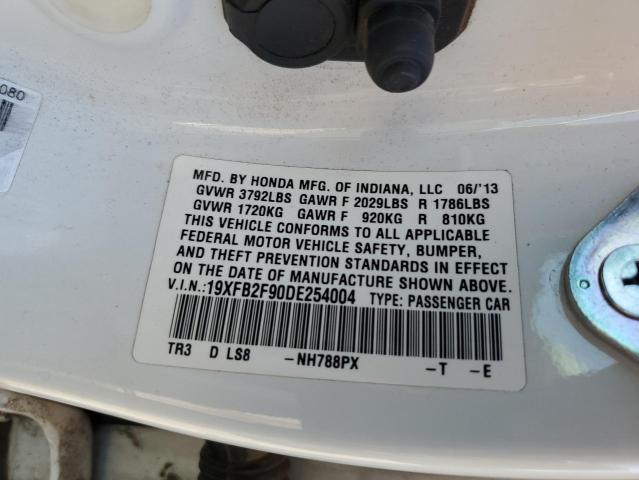 080
MFD. BY HONDA MFG. OF INDIANA, LLC 06/'13
GVWR 3792LBS GAWR F 2029LBS R 1786LBS
GVWR 1720KG GAWR F 920KG R 810KG
THIS VEHICLE CONFORMS TO ALL APPLICABLE
FEDERAL MOTOR VEHICLE SAFETY, BUMPER,
AND THEFT PREVENTION STANDARDS IN EFFECT
ON THE DATE OF MANUFACTURE SHOWN ABOVE.
V.I.N.:19XFB2F90DE254004 TYPE: PASSENGER CAR
TR3 D LS8 -NH788PX -T -E